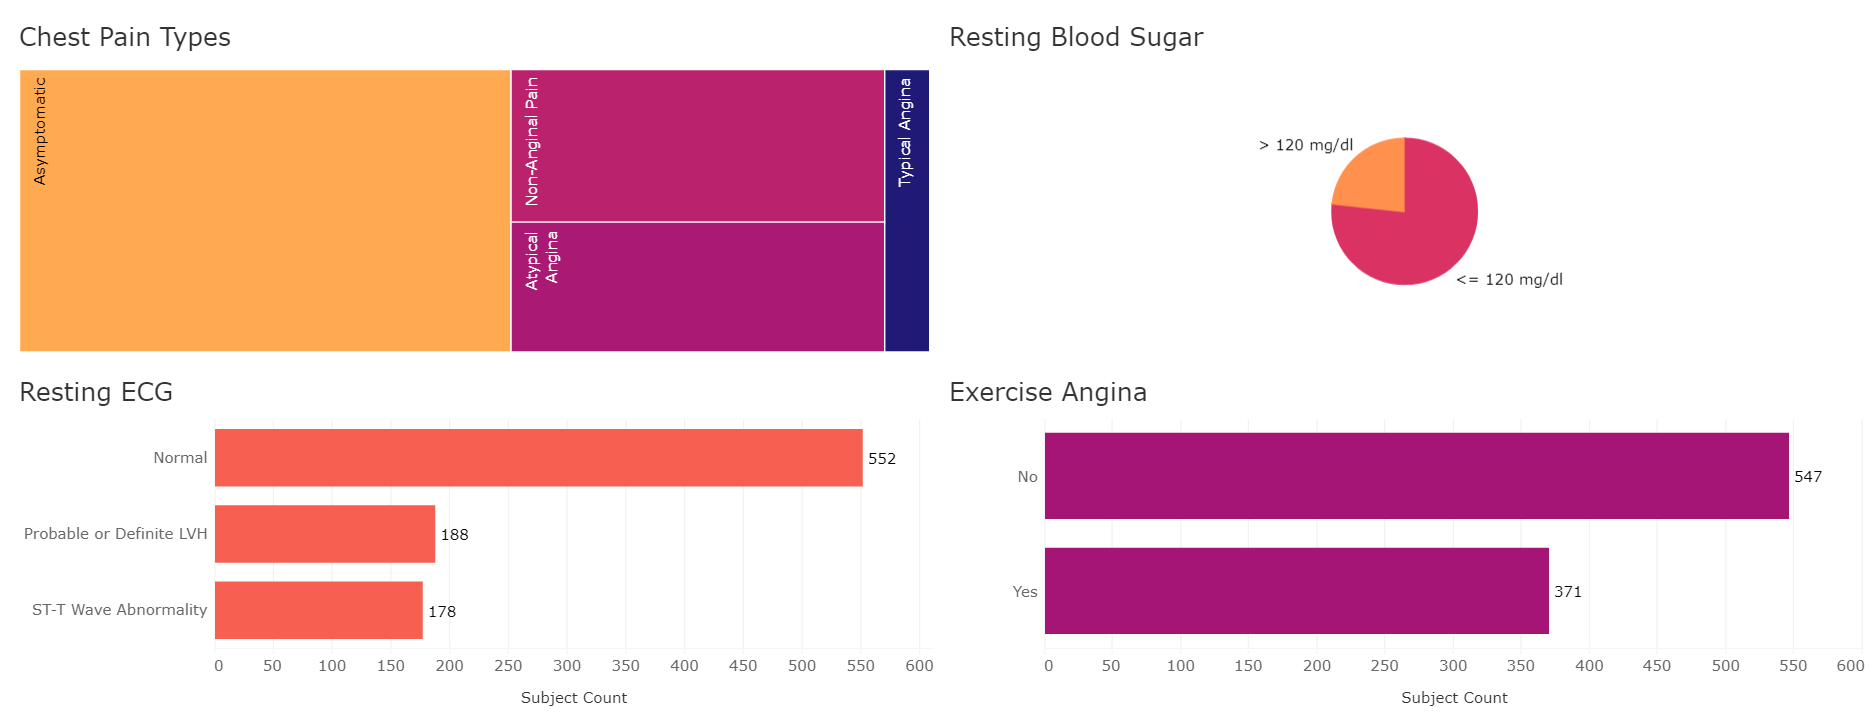 Chest Pain Types
Asymptomatic
Non-Anginal Pain
Atypical
Angina
Typical Angina
Resting Blood Sugar
> 120 mg/dl
<= 120 mg/dl
Resting ECG
Normal
552
Probable or Definite LVH
188
ST-T Wave Abnormality
178
0 50 100 150 200 250 300 350 400 450 500 550 600
Subject Count
Exercise Angina
No
547
Yes
371
0 50 100 150 200 250 300 350 400 450 500 550 600
Subject Count